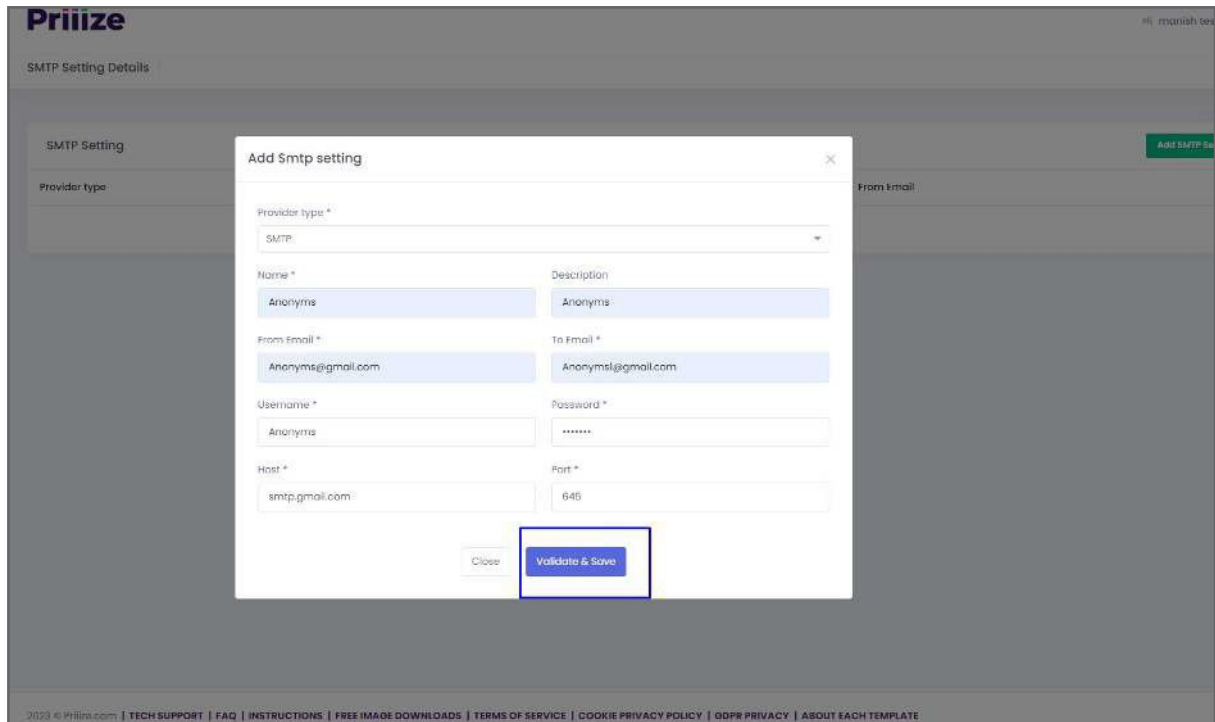 Priiize
Hi, manish tes
SMTP Setting Details
SMTP Setting
Add SMTP Se
Provider type
From Email
Add Smtp setting
×
Provider type *
SMTP
Name *
Description
Anonyms
Anonyms
From Email *
To Email *
Anonyms@gmail.com
Anonyms1@gmail.com
Username *
Password *
Anonyms
•••••••
Host *
Port *
smtp.gmail.com
645
Close
Validate & Save
2023 © Priiize.com | TECH SUPPORT | FAQ | INSTRUCTIONS | FREE IMAGE DOWNLOADS | TERMS OF SERVICE | COOKIE PRIVACY POLICY | GDPR PRIVACY | ABOUT EACH TEMPLATE